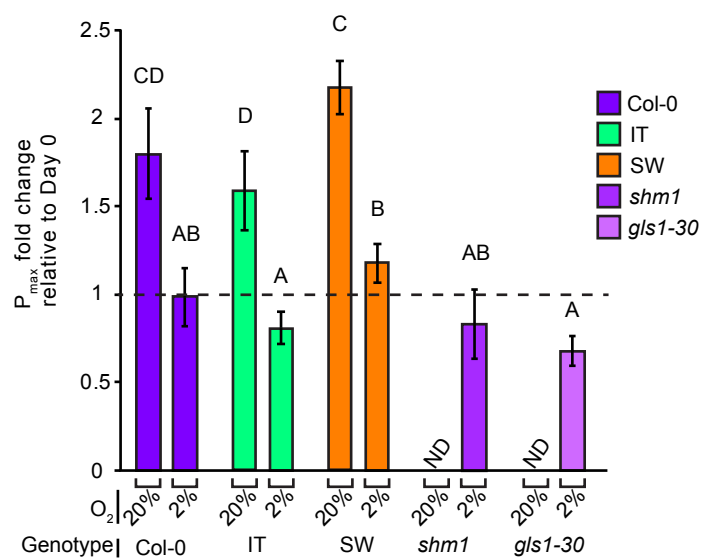 2.5
2
1.5
1
0.5
0
P_max fold change
relative to Day 0
CD
AB
D
A
C
B
ND
AB
ND
A
Col-0
IT
SW
shm1
gls1-30
O₂ 20% 2% 20% 2% 20% 2% 20% 2% 20% 2%
Genotype Col-0 IT SW shm1 gls1-30